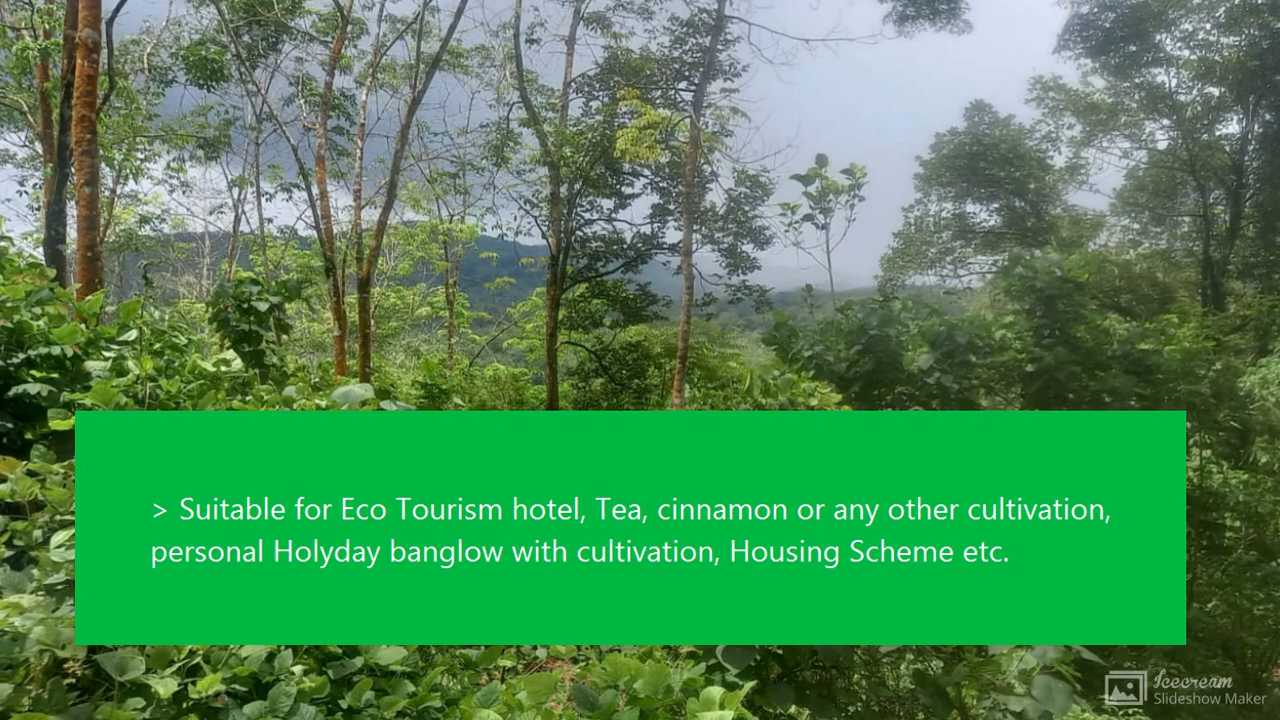 > Suitable for Eco Tourism hotel, Tea, cinnamon or any other cultivation,
personal Holyday banglow with cultivation, Housing Scheme etc.
Icecream
Slideshow Maker